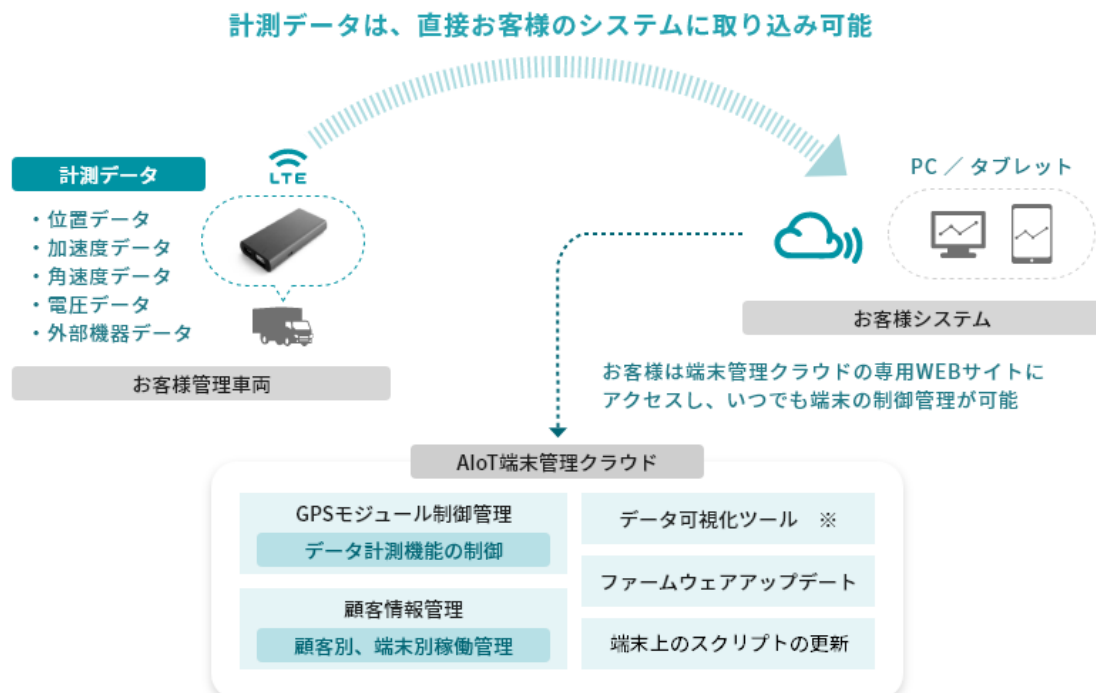 計測データは、直接お客様のシステムに取り込み可能
LTE
計測データ
・位置データ
・加速度データ
・角速度データ
・電圧データ
・外部機器データ
お客様管理車両
PC ／ タブレット
お客様システム
お客様は端末管理クラウドの専用WEBサイトに
アクセスし、いつでも端末の制御管理が可能
AIoT端末管理クラウド
GPSモジュール制御管理
データ計測機能の制御
顧客情報管理
顧客別、端末別稼働管理
データ可視化ツール　※
ファームウェアアップデート
端末上のスクリプトの更新